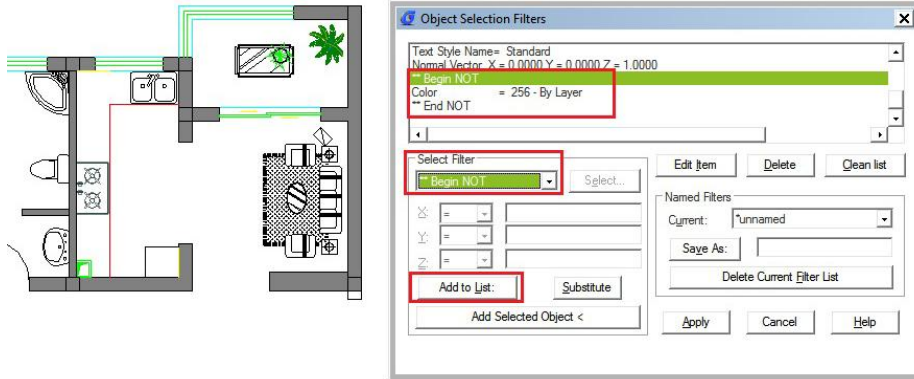 Object Selection Filters
Text Style Name= Standard
Normal Vector X = 0.0000 Y = 0.0000 Z = 1.0000
** Begin NOT
Color = 256 - By Layer
** End NOT
Select Filter
** Begin NOT
Select...
X: =
Y: =
Z: =
Add to List:
Substitute
Add Selected Object <
Edit Item
Delete
Clean list
Named Filters
Current: *unnamed
Save As:
Delete Current Filter List
Apply
Cancel
Help